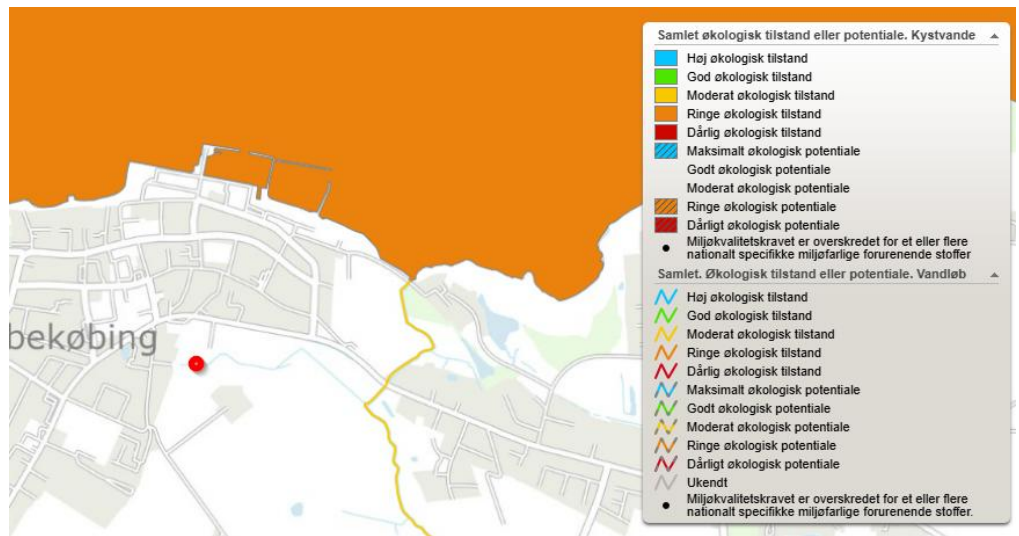 Samlet økologisk tilstand eller potentiale. Kystvande
Høj økologisk tilstand
God økologisk tilstand
Moderat økologisk tilstand
Ringe økologisk tilstand
Dårlig økologisk tilstand
Maksimalt økologisk potentiale
Godt økologisk potentiale
Moderat økologisk potentiale
Ringe økologisk potentiale
Dårligt økologisk potentiale
Miljøkvalitetskravet er overskredet for et eller flere
nationalt specifikke miljøfarlige forurenende stoffer
Samlet. Økologisk tilstand eller potentiale. Vandløb
Høj økologisk tilstand
God økologisk tilstand
Moderat økologisk tilstand
Ringe økologisk tilstand
Dårlig økologisk tilstand
Maksimalt økologisk potentiale
Godt økologisk potentiale
Moderat økologisk potentiale
Ringe økologisk potentiale
Dårligt økologisk potentiale
Ukendt
Miljøkvalitetskravet er overskredet for et eller flere
nationalt specifikke miljøfarlige forurenende stoffer.
bekøbing